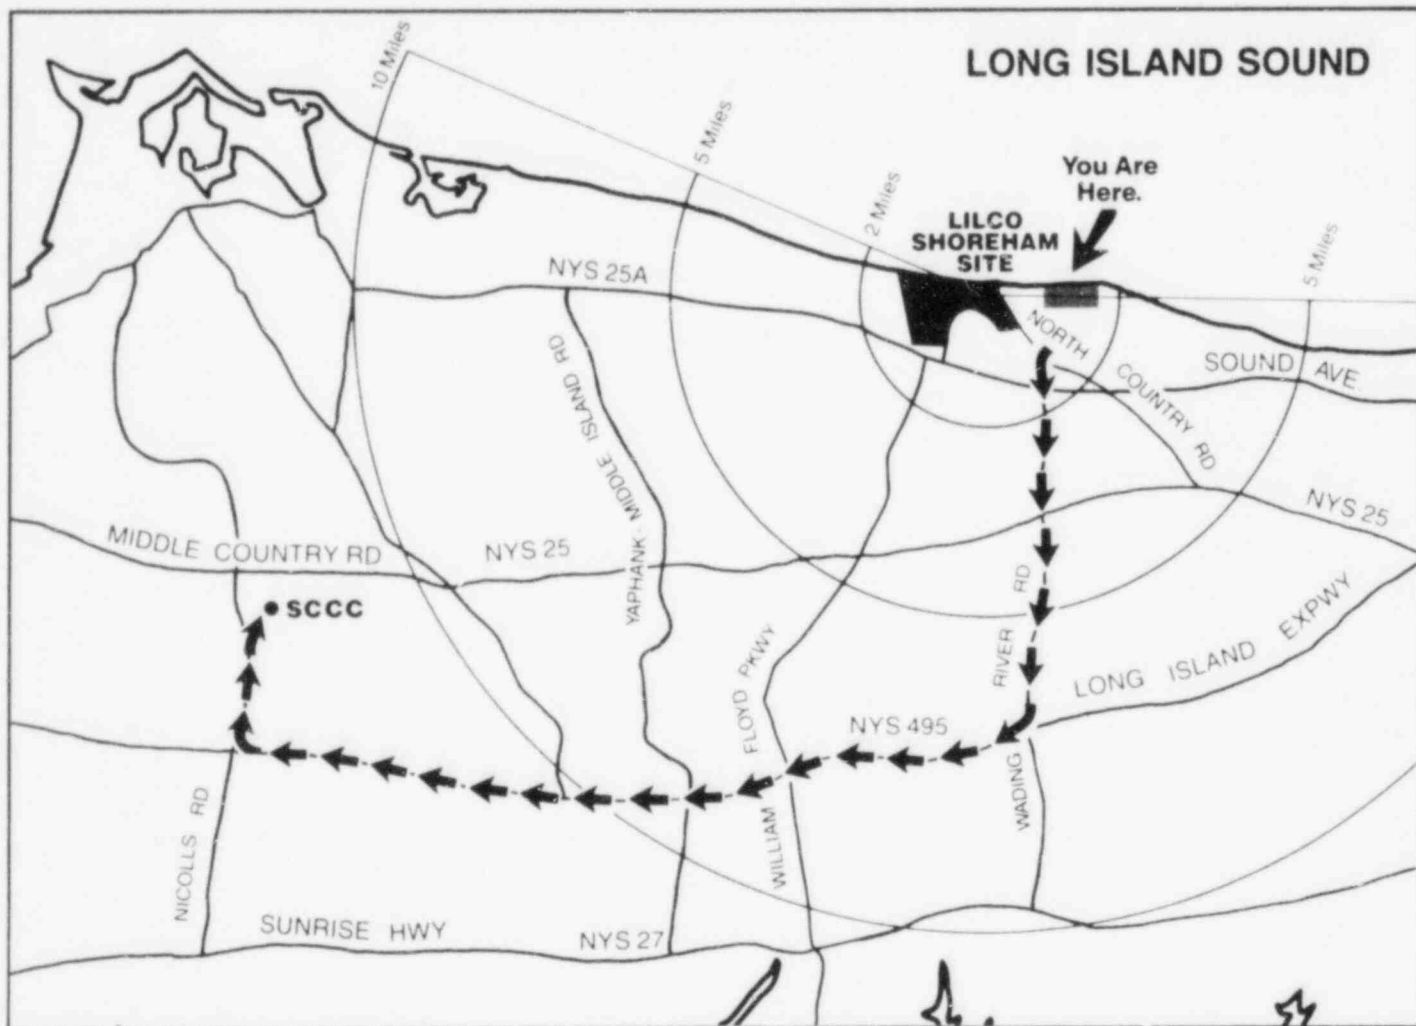 10 Miles
LONG ISLAND SOUND
5 Miles
You Are
Here.
2 Miles
LILCO
SHOREHAM
SITE
5 Miles
NYS 25A
NORTH COUNTRY RD
SOUND AVE.
YAPHANK - MIDDLE ISLAND RD
NYS 25
MIDDLE COUNTRY RD
NYS 25
SCCC
WADING RIVER RD
LONG ISLAND EXPWY
WILLIAM FLOYD PKWY
NYS 495
NICOLLS RD
SUNRISE HWY
NYS 27